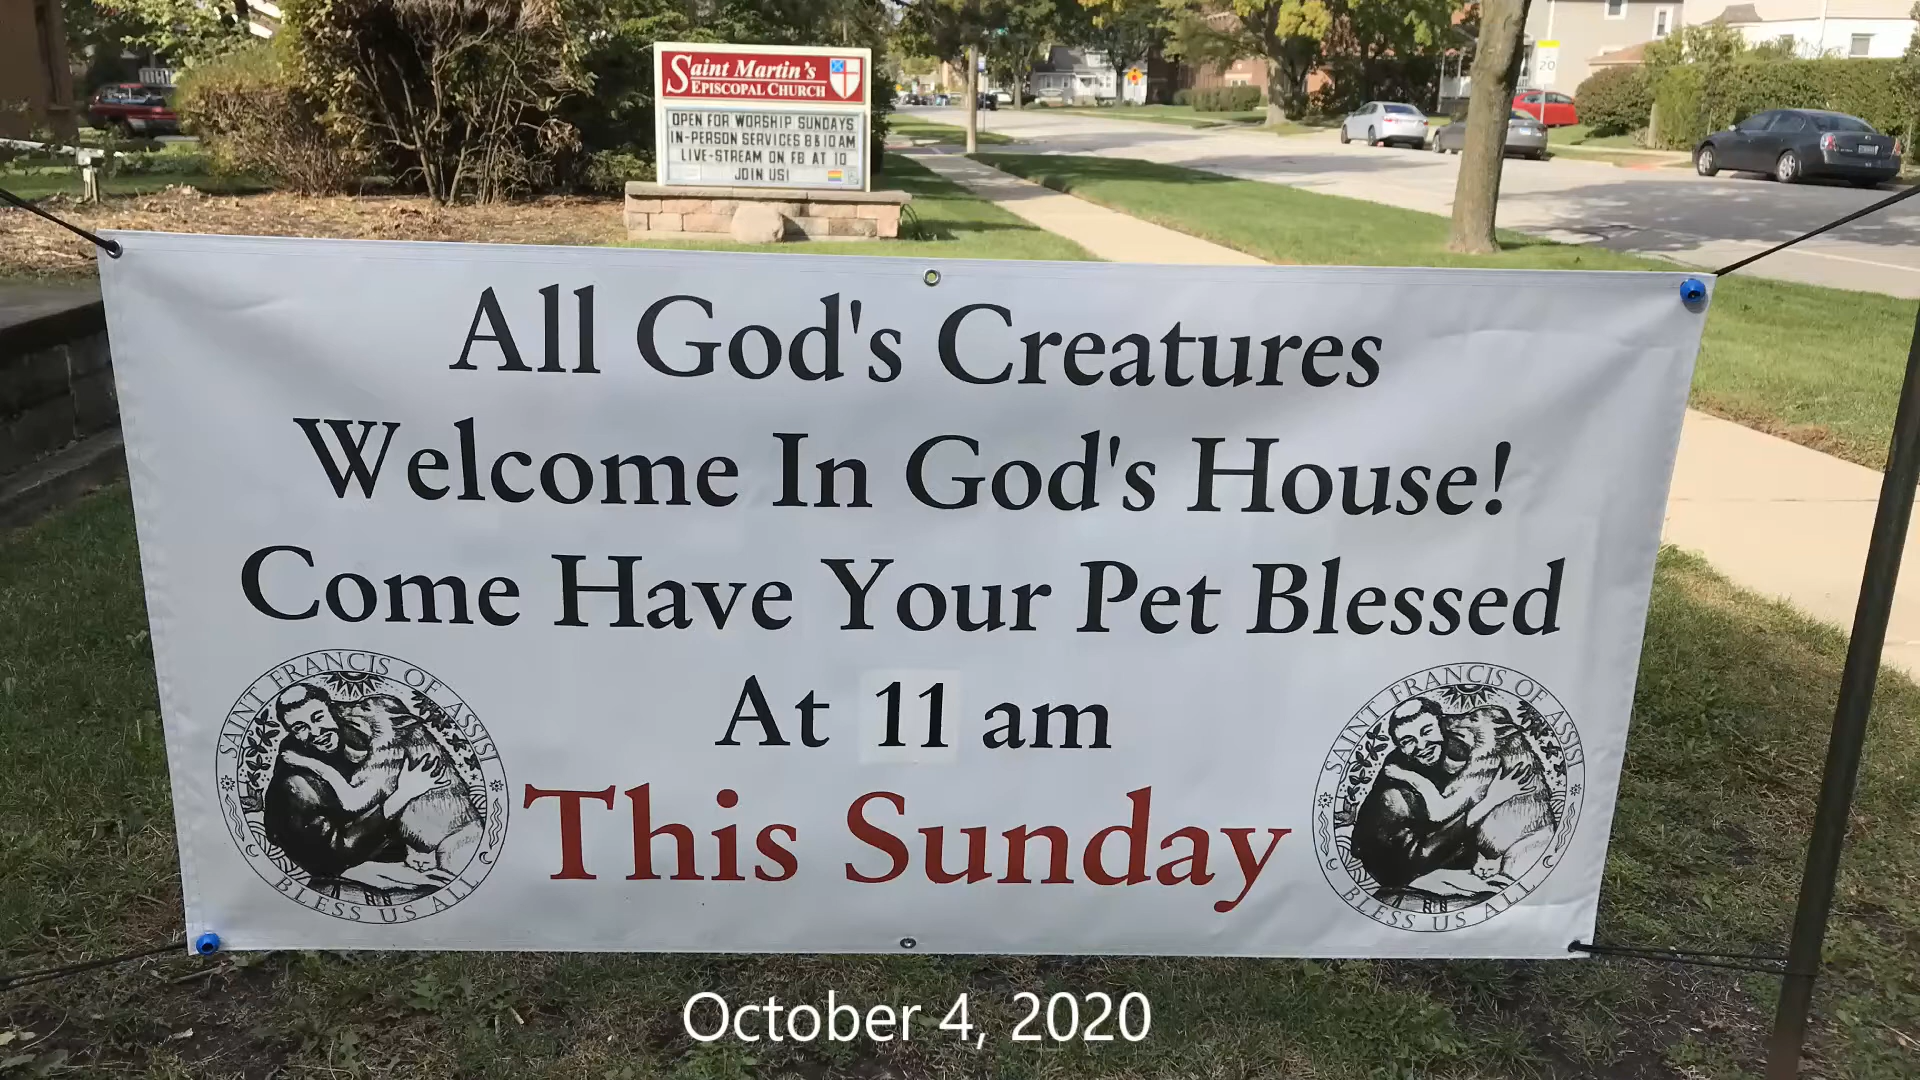 Saint Martin's
EPISCOPAL CHURCH
OPEN FOR WORSHIP SUNDAYS
IN-PERSON SERVICES 8 & 10 AM
LIVE-STREAM ON FB AT 10
JOIN US!
20
All God's Creatures
Welcome In God's House!
Come Have Your Pet Blessed
At 11 am
This Sunday
SAINT FRANCIS OF ASSISI
BLESS US ALL
SAINT FRANCIS OF ASSISI
BLESS US ALL
October 4, 2020